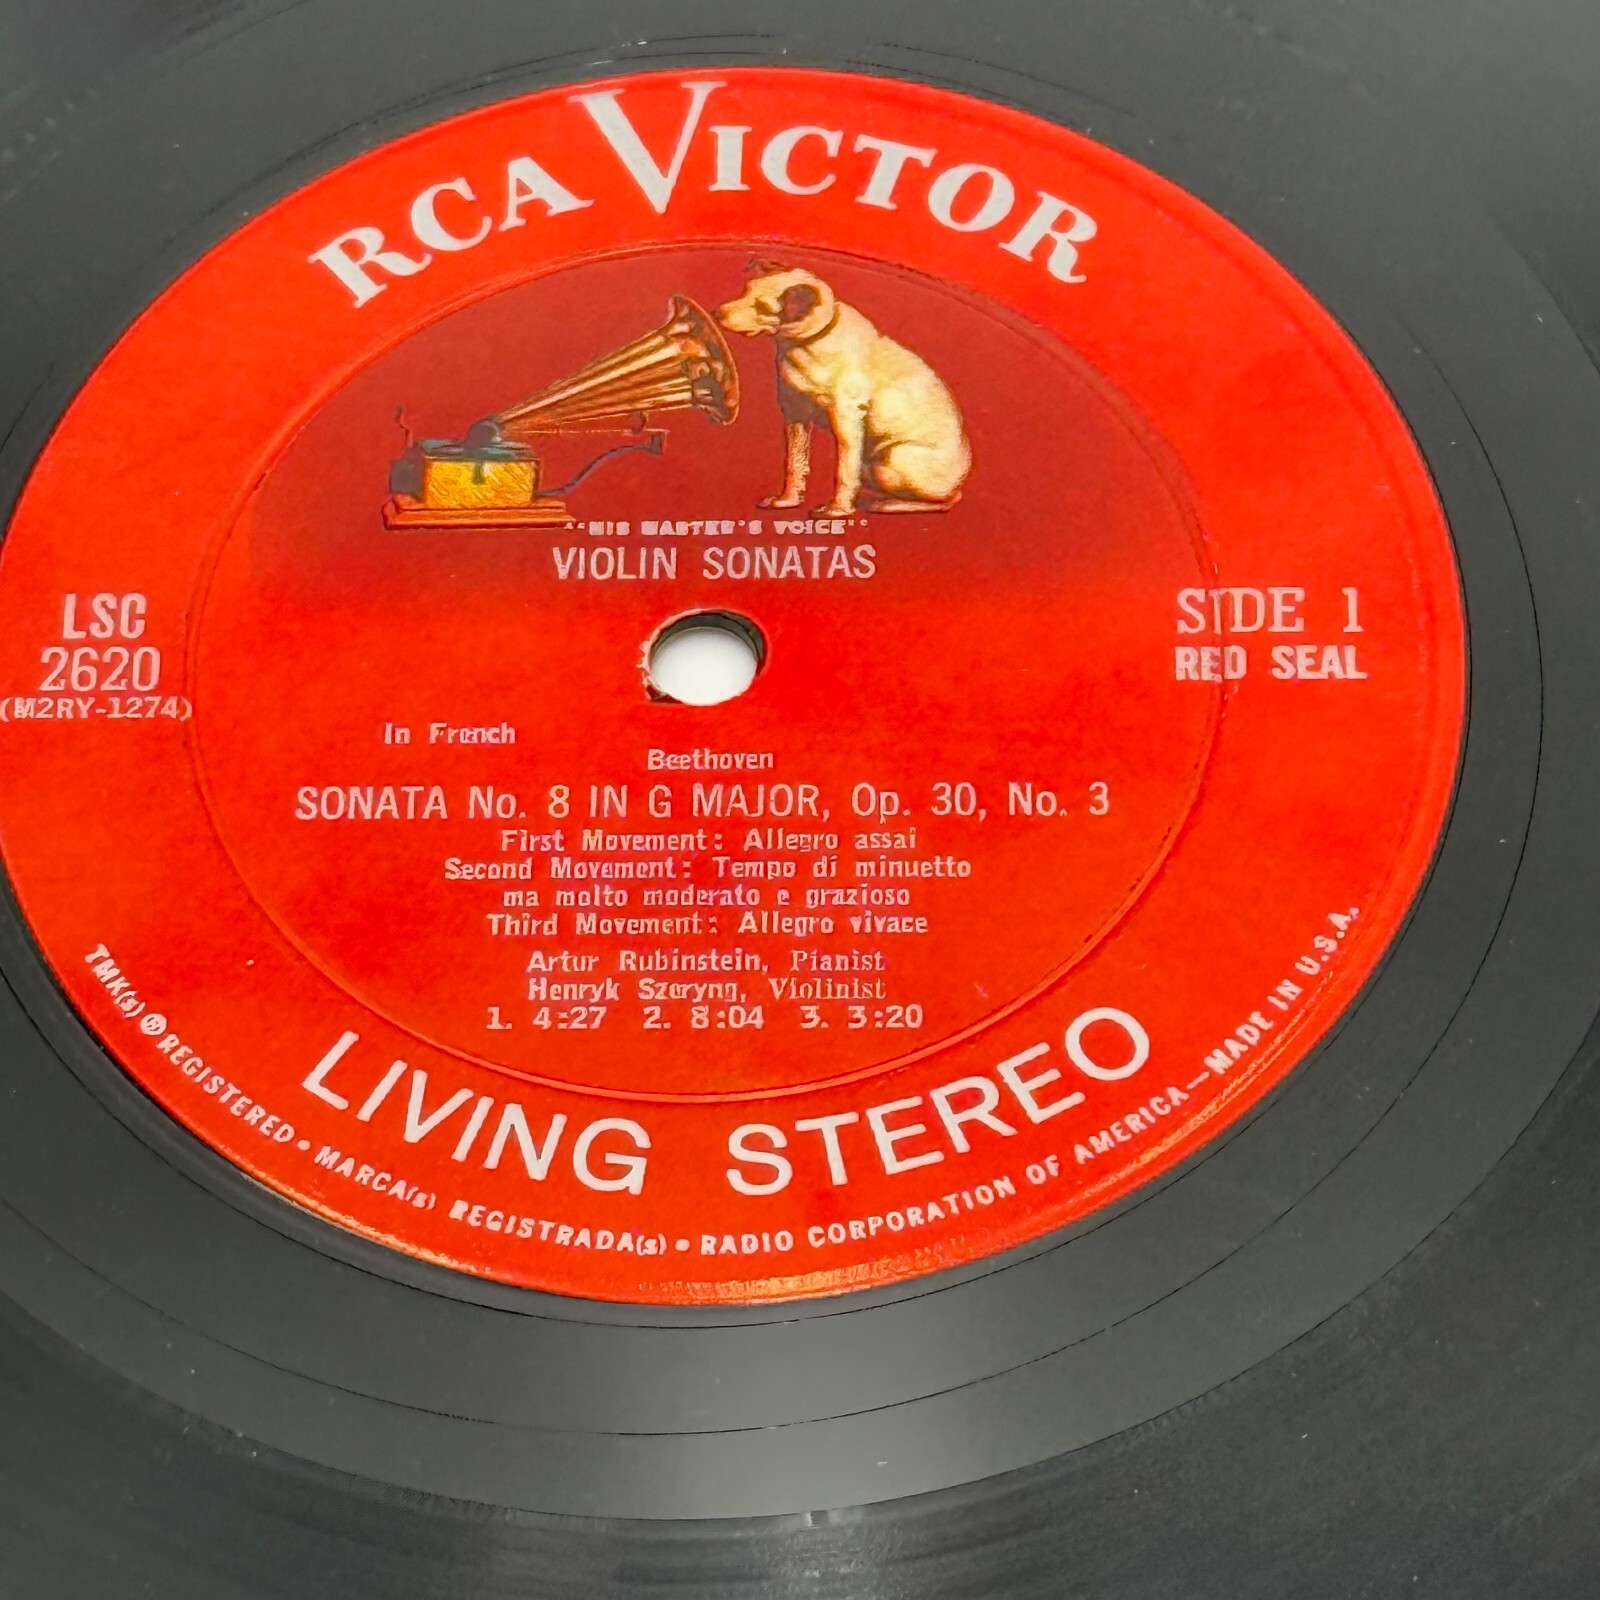 RCA VICTOR
"HIS MASTER'S VOICE"
VIOLIN SONATAS
LSC
2620
(M2RY-1274)
SIDE 1
RED SEAL
In French
Beethoven
SONATA No. 8 IN G MAJOR, Op. 30, No. 3
First Movement: Allegro assai
Second Movement: Tempo di minuetto
ma molto moderato e grazioso
Third Movement: Allegro vivace
Artur Rubinstein, Pianist
Henryk Szeryng, Violinist
1. 4:27 2. 8:04 3. 3:20
LIVING STEREO
TMK(s) ® REGISTERED • MARCA(s) REGISTRADA(s) • RADIO CORPORATION OF AMERICA—MADE IN U.S.A.